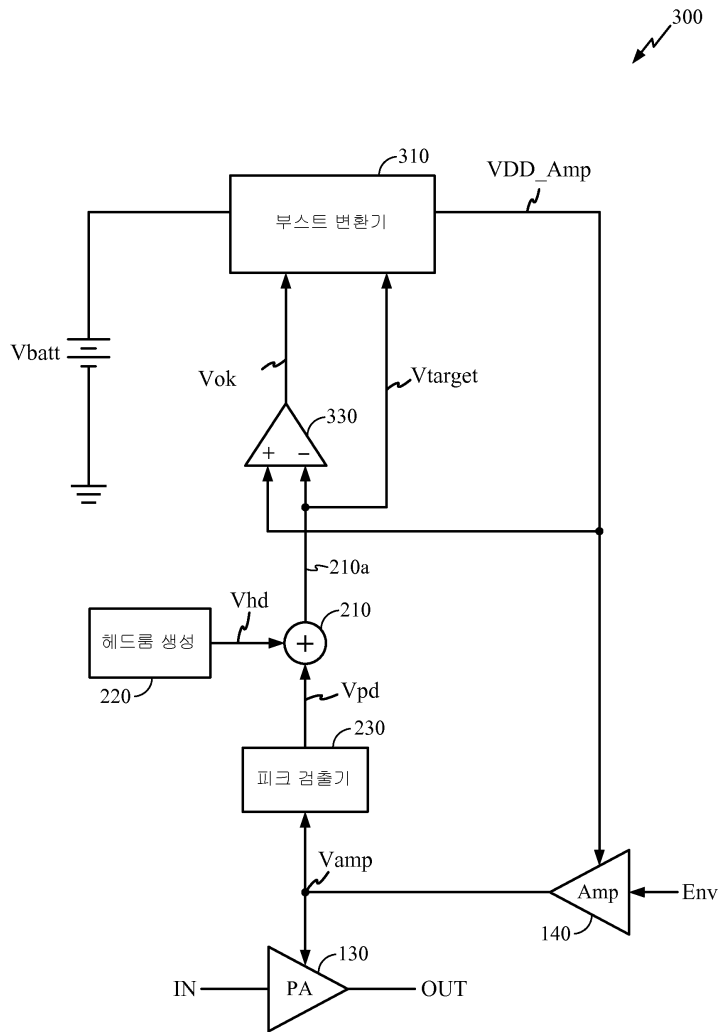 300
310
VDD_Amp
부스트 변환기
Vbatt
Vok
Vtarget
330
+ −
210a
Vhd
210
헤드룸 생성
+
220
Vpd
230
피크 검출기
Vamp
Amp
Env
140
130
IN
PA
OUT